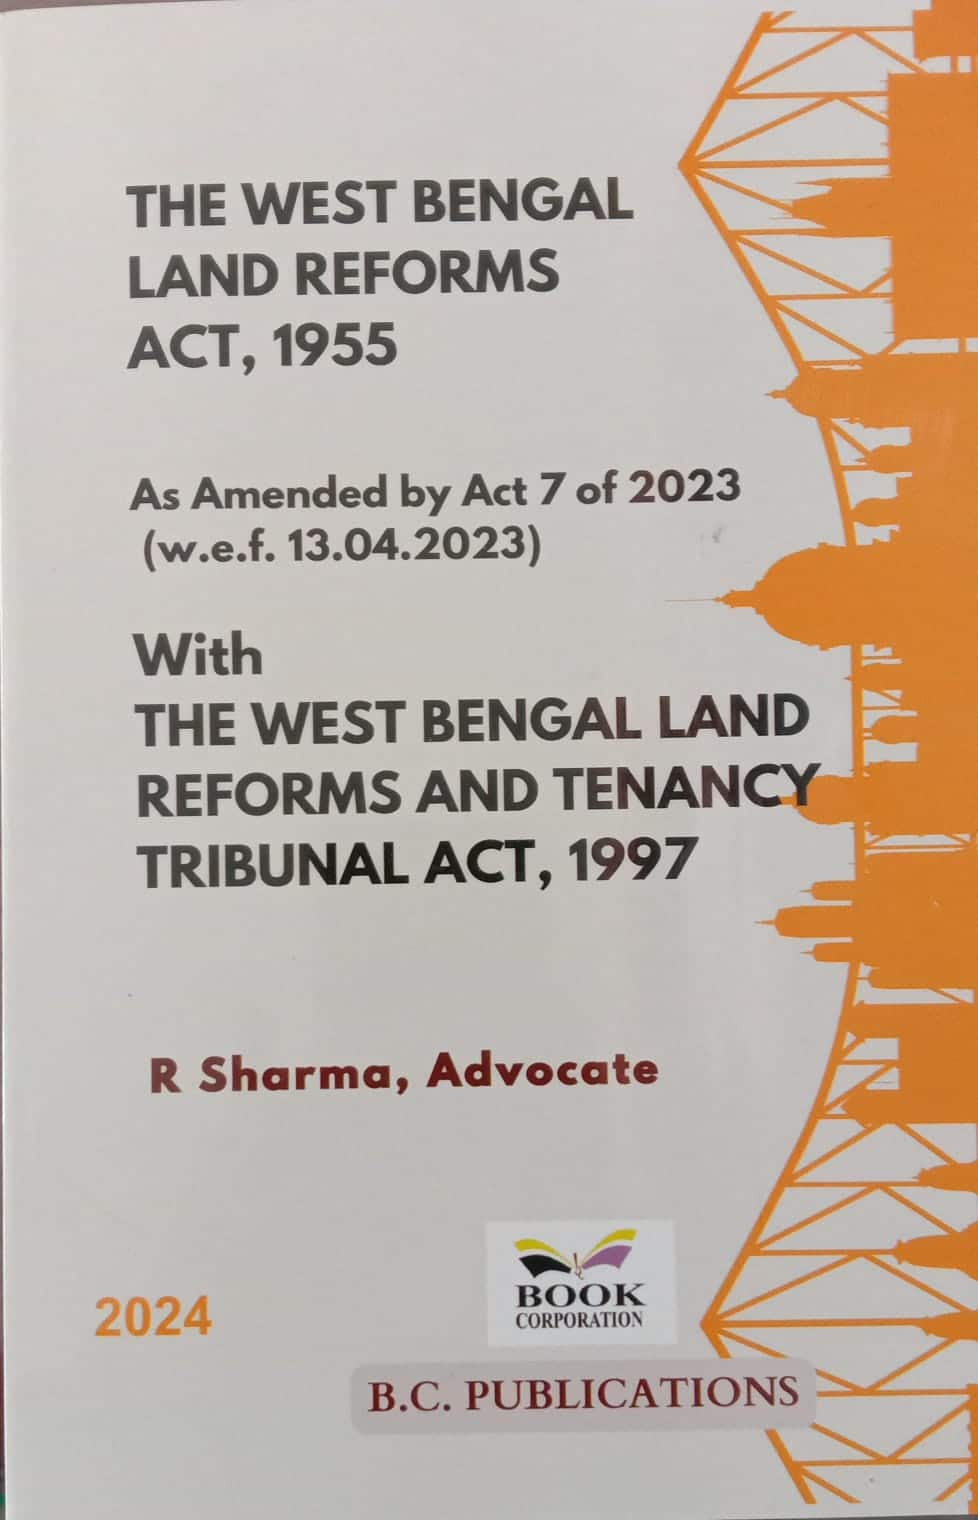 THE WEST BENGAL
LAND REFORMS
ACT, 1955
As Amended by Act 7 of 2023
(w.e.f. 13.04.2023)
With
THE WEST BENGAL LAND
REFORMS AND TENANCY
TRIBUNAL ACT, 1997
R Sharma, Advocate
2024
BOOK
CORPORATION
B.C. PUBLICATIONS